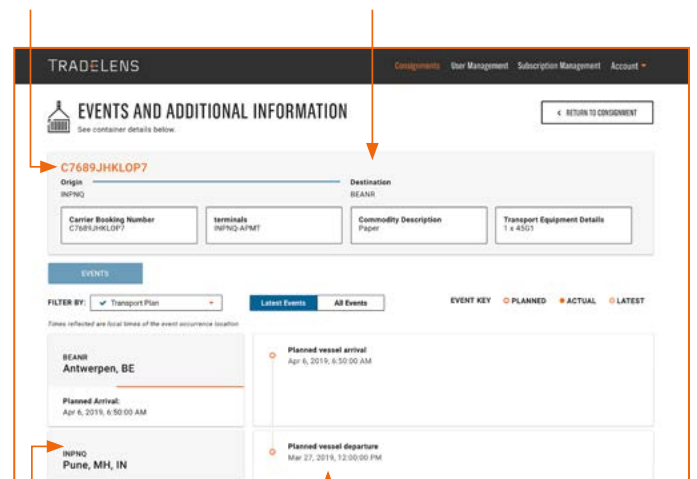 TRADELENS
Consignments User Management Subscription Management Account
EVENTS AND ADDITIONAL INFORMATION
< RETURN TO CONSIGNMENT
See container details below.
C7689JHKLOP7
Origin Destination
INPNQ BEANR
Carrier Booking Number terminals Commodity Description Transport Equipment Details
C7689JHKLOP7 INPNQ-APMT Paper 1 x 45G1
EVENTS
FILTER BY: Transport Plan Latest Events All Events EVENT KEY PLANNED ACTUAL LATEST
Times reflected are local times of the event occurrence location
BEANR
Antwerpen, BE
Planned Arrival:
Apr 6, 2019, 6:50:00 AM
Planned vessel arrival
Apr 6, 2019, 6:50:00 AM
INPNQ
Pune, MH, IN
Planned vessel departure
Mar 27, 2019, 12:00:00 PM